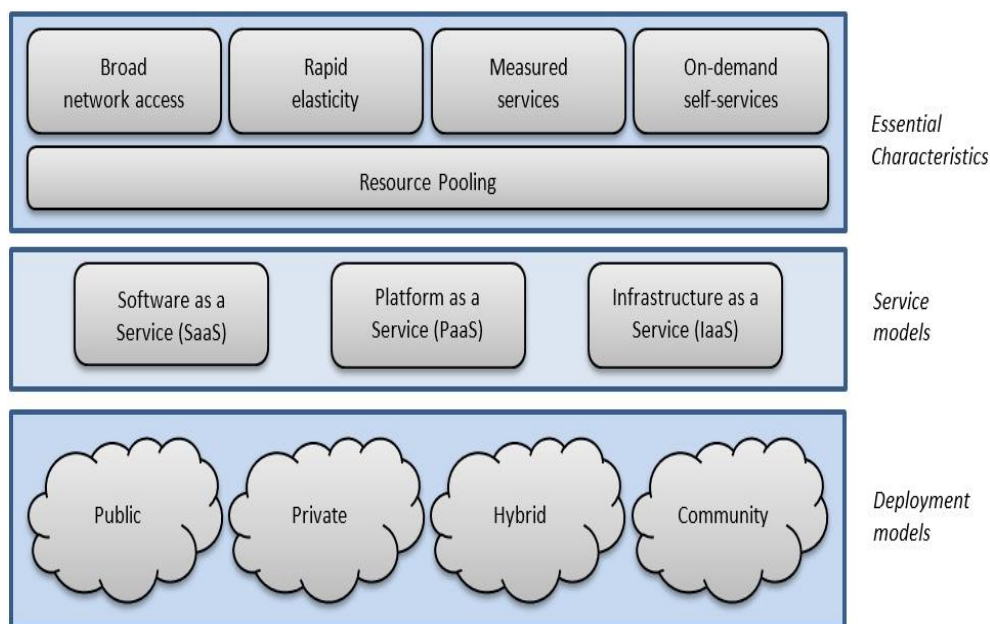 Broad
network access
Rapid
elasticity
Measured
services
On-demand
self-services
Resource Pooling
Essential
Characteristics
Software as a
Service (SaaS)
Platform as a
Service (PaaS)
Infrastructure as a
Service (IaaS)
Service
models
Public
Private
Hybrid
Community
Deployment
models